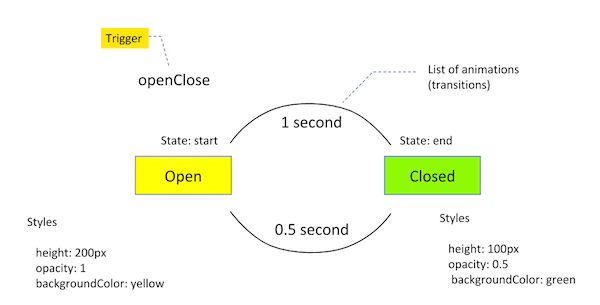 Trigger
openClose
List of animations
(transitions)
1 second
State: start
State: end
Open
Closed
0.5 second
Styles
height: 200px
opacity: 1
backgroundColor: yellow
Styles
height: 100px
opacity: 0.5
backgroundColor: green